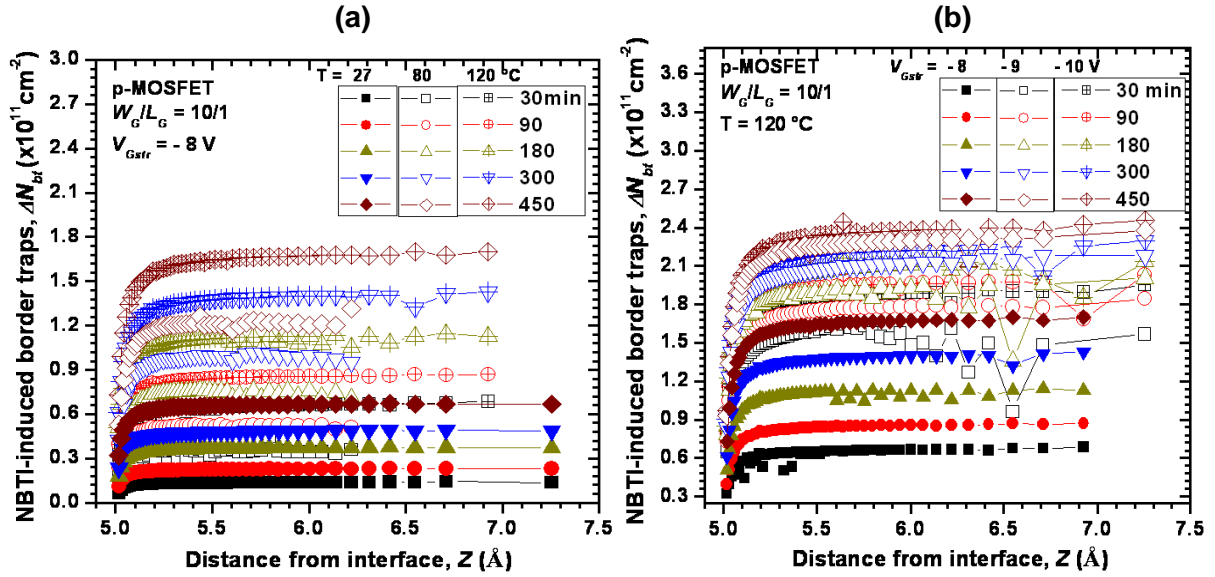 (a)
T = 27 80 120 °C
p-MOSFET
W_G/L_G = 10/1
V_Gstr = - 8 V
30min
90
180
300
450
NBTI-induced border traps, ΔN_bt (x10^11 cm^-2)
3.0
2.7
2.4
2.1
1.8
1.5
1.2
0.9
0.6
0.3
0.0
5.0 5.5 6.0 6.5 7.0 7.5
Distance from interface, Z (Å)
(b)
V_Gstr = - 8 -9 -10 V
p-MOSFET
W_G/L_G = 10/1
T = 120 °C
30 min
90
180
300
450
NBTI-induced border traps, ΔN_bt (x10^11 cm^-2)
3.6
3.3
3.0
2.7
2.4
2.1
1.8
1.5
1.2
0.9
0.6
0.3
5.0 5.5 6.0 6.5 7.0 7.5
Distance from interface, Z (Å)